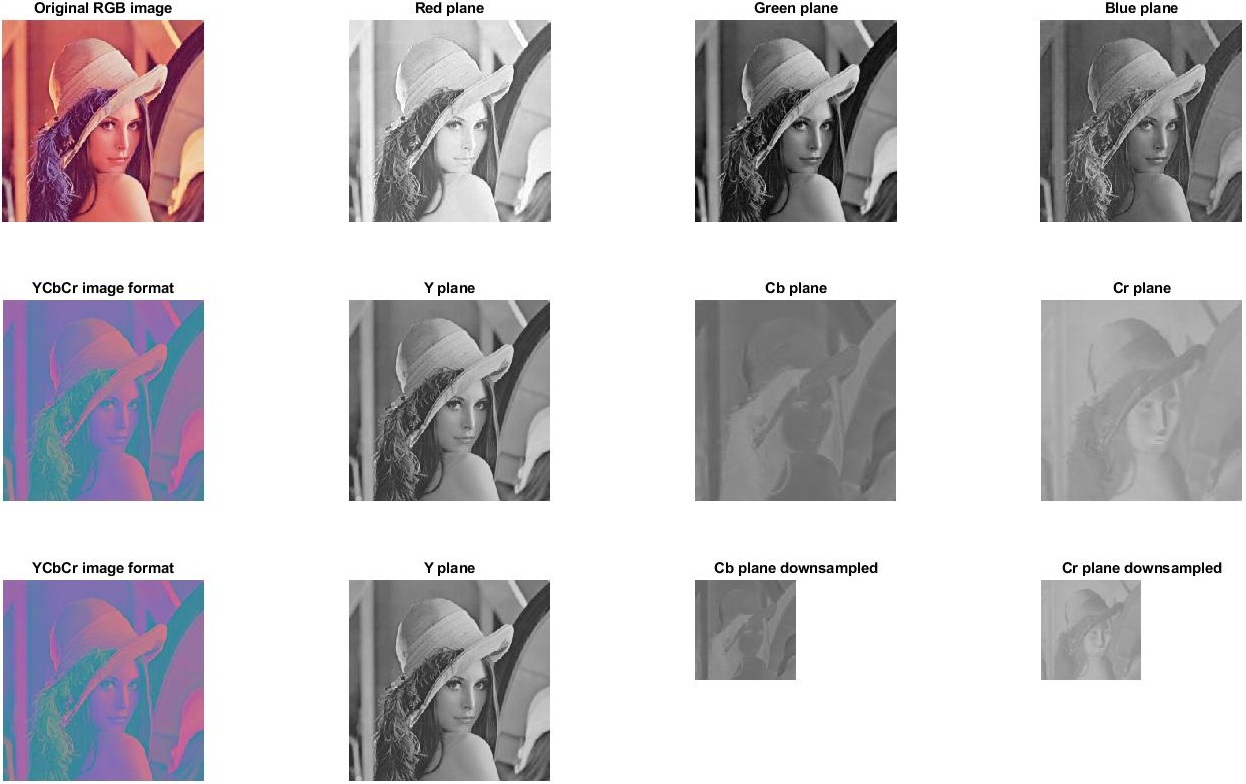 Original RGB image
Red plane
Green plane
Blue plane
YCbCr image format
Y plane
Cb plane
Cr plane
YCbCr image format
Y plane
Cb plane downsampled
Cr plane downsampled